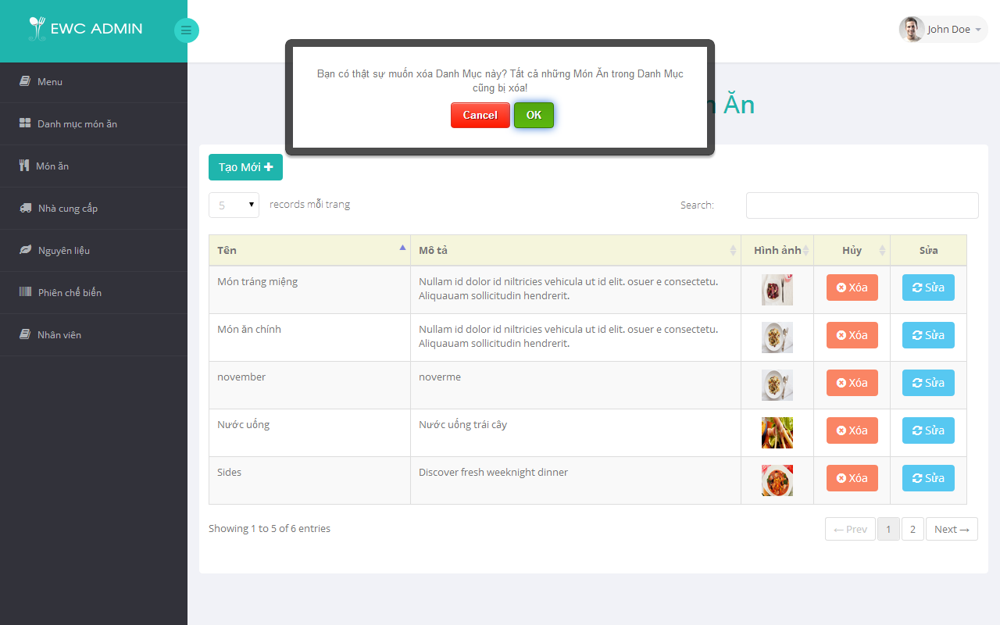 EWC ADMIN
John Doe
Menu
Danh mục món ăn
Món ăn
Nhà cung cấp
Nguyên liệu
Phiên chế biến
Nhân viên
Bạn có thật sự muốn xóa Danh Mục này? Tất cả những Món Ăn trong Danh Mục
cũng bị xóa!
Cancel OK
Ăn
Tạo Mới
5 records mỗi trang Search:
Tên Mô tả Hình ảnh Hủy Sửa
Món tráng miệng Nullam id dolor id niltricies vehicula ut id elit. osuer e consectetu. Xóa Sửa
Aliquauam sollicitudin hendrerit.
Món ăn chính Nullam id dolor id niltricies vehicula ut id elit. osuer e consectetu. Xóa Sửa
Aliquauam sollicitudin hendrerit.
november noverme Xóa Sửa
Nước uống Nước uống trái cây Xóa Sửa
Sides Discover fresh weeknight dinner Xóa Sửa
Showing 1 to 5 of 6 entries ← Prev 1 2 Next →